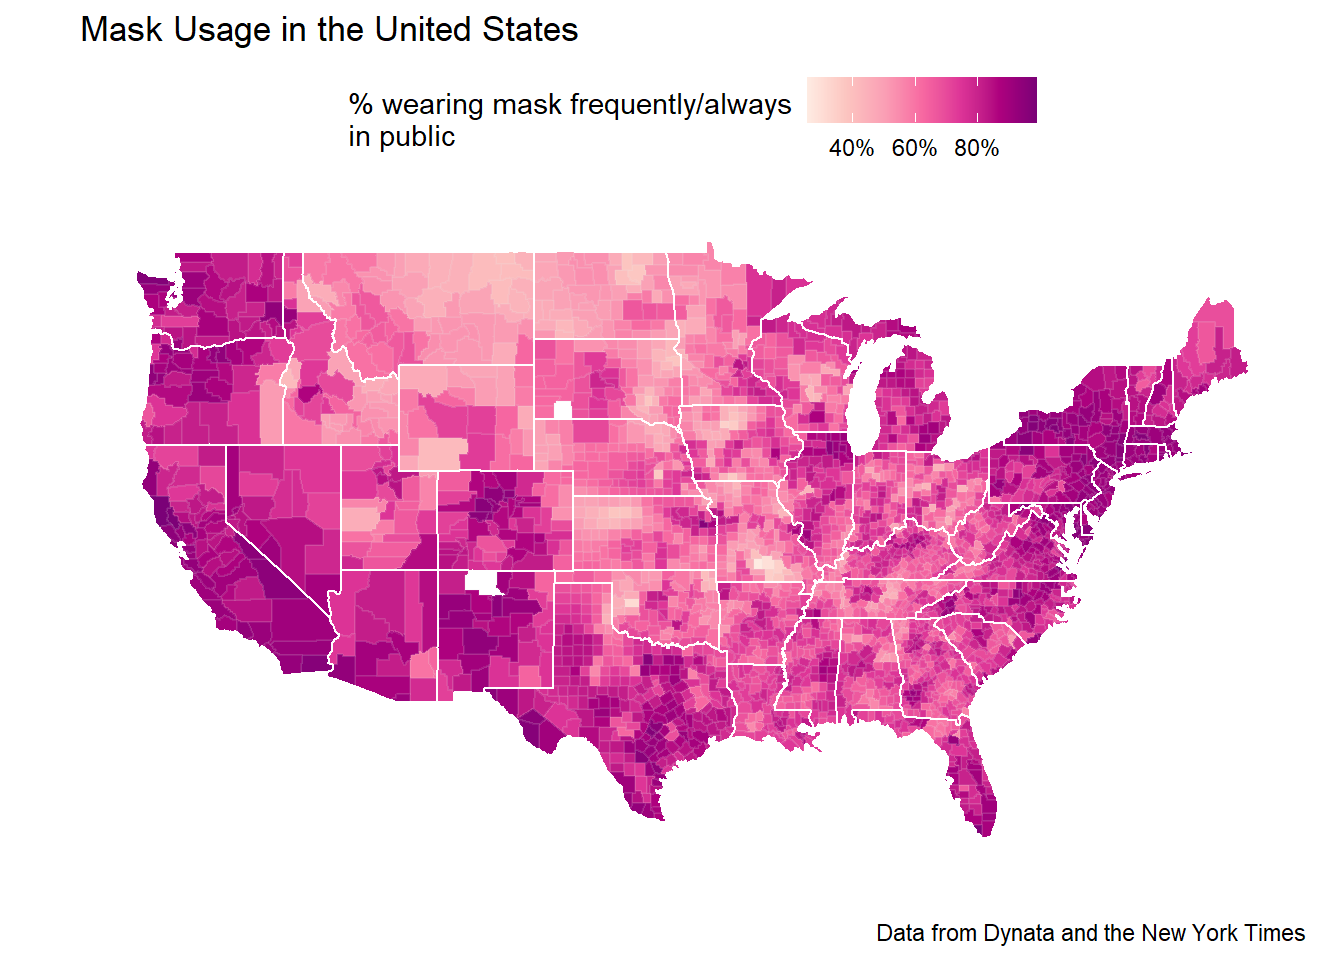 Mask Usage in the United States
% wearing mask frequently/always
in public
40% 60% 80%
Data from Dynata and the New York Times